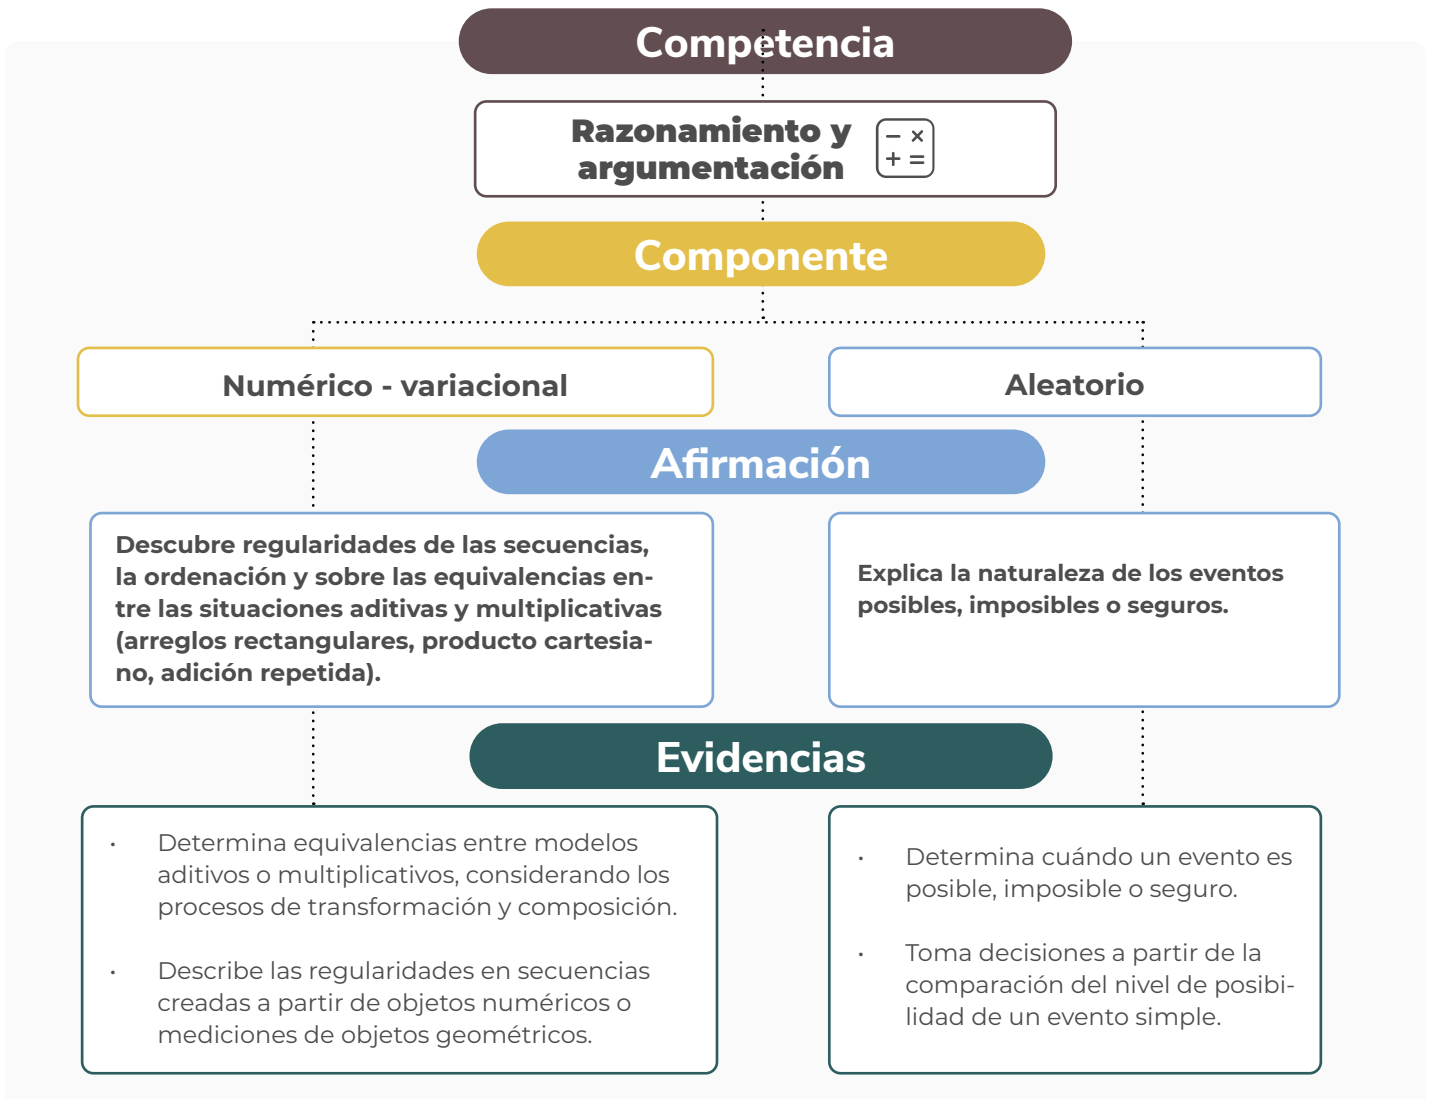 Competencia
Razonamiento y
argumentación
− ×
+ =
Componente
Numérico - variacional
Aleatorio
Afirmación
Descubre regularidades de las secuencias,
la ordenación y sobre las equivalencias en-
tre las situaciones aditivas y multiplicativas
(arreglos rectangulares, producto cartesia-
no, adición repetida).
Explica la naturaleza de los eventos
posibles, imposibles o seguros.
Evidencias
• Determina equivalencias entre modelos
aditivos o multiplicativos, considerando los
procesos de transformación y composición.
• Describe las regularidades en secuencias
creadas a partir de objetos numéricos o
mediciones de objetos geométricos.
• Determina cuándo un evento es
posible, imposible o seguro.
• Toma decisiones a partir de la
comparación del nivel de posibi-
lidad de un evento simple.